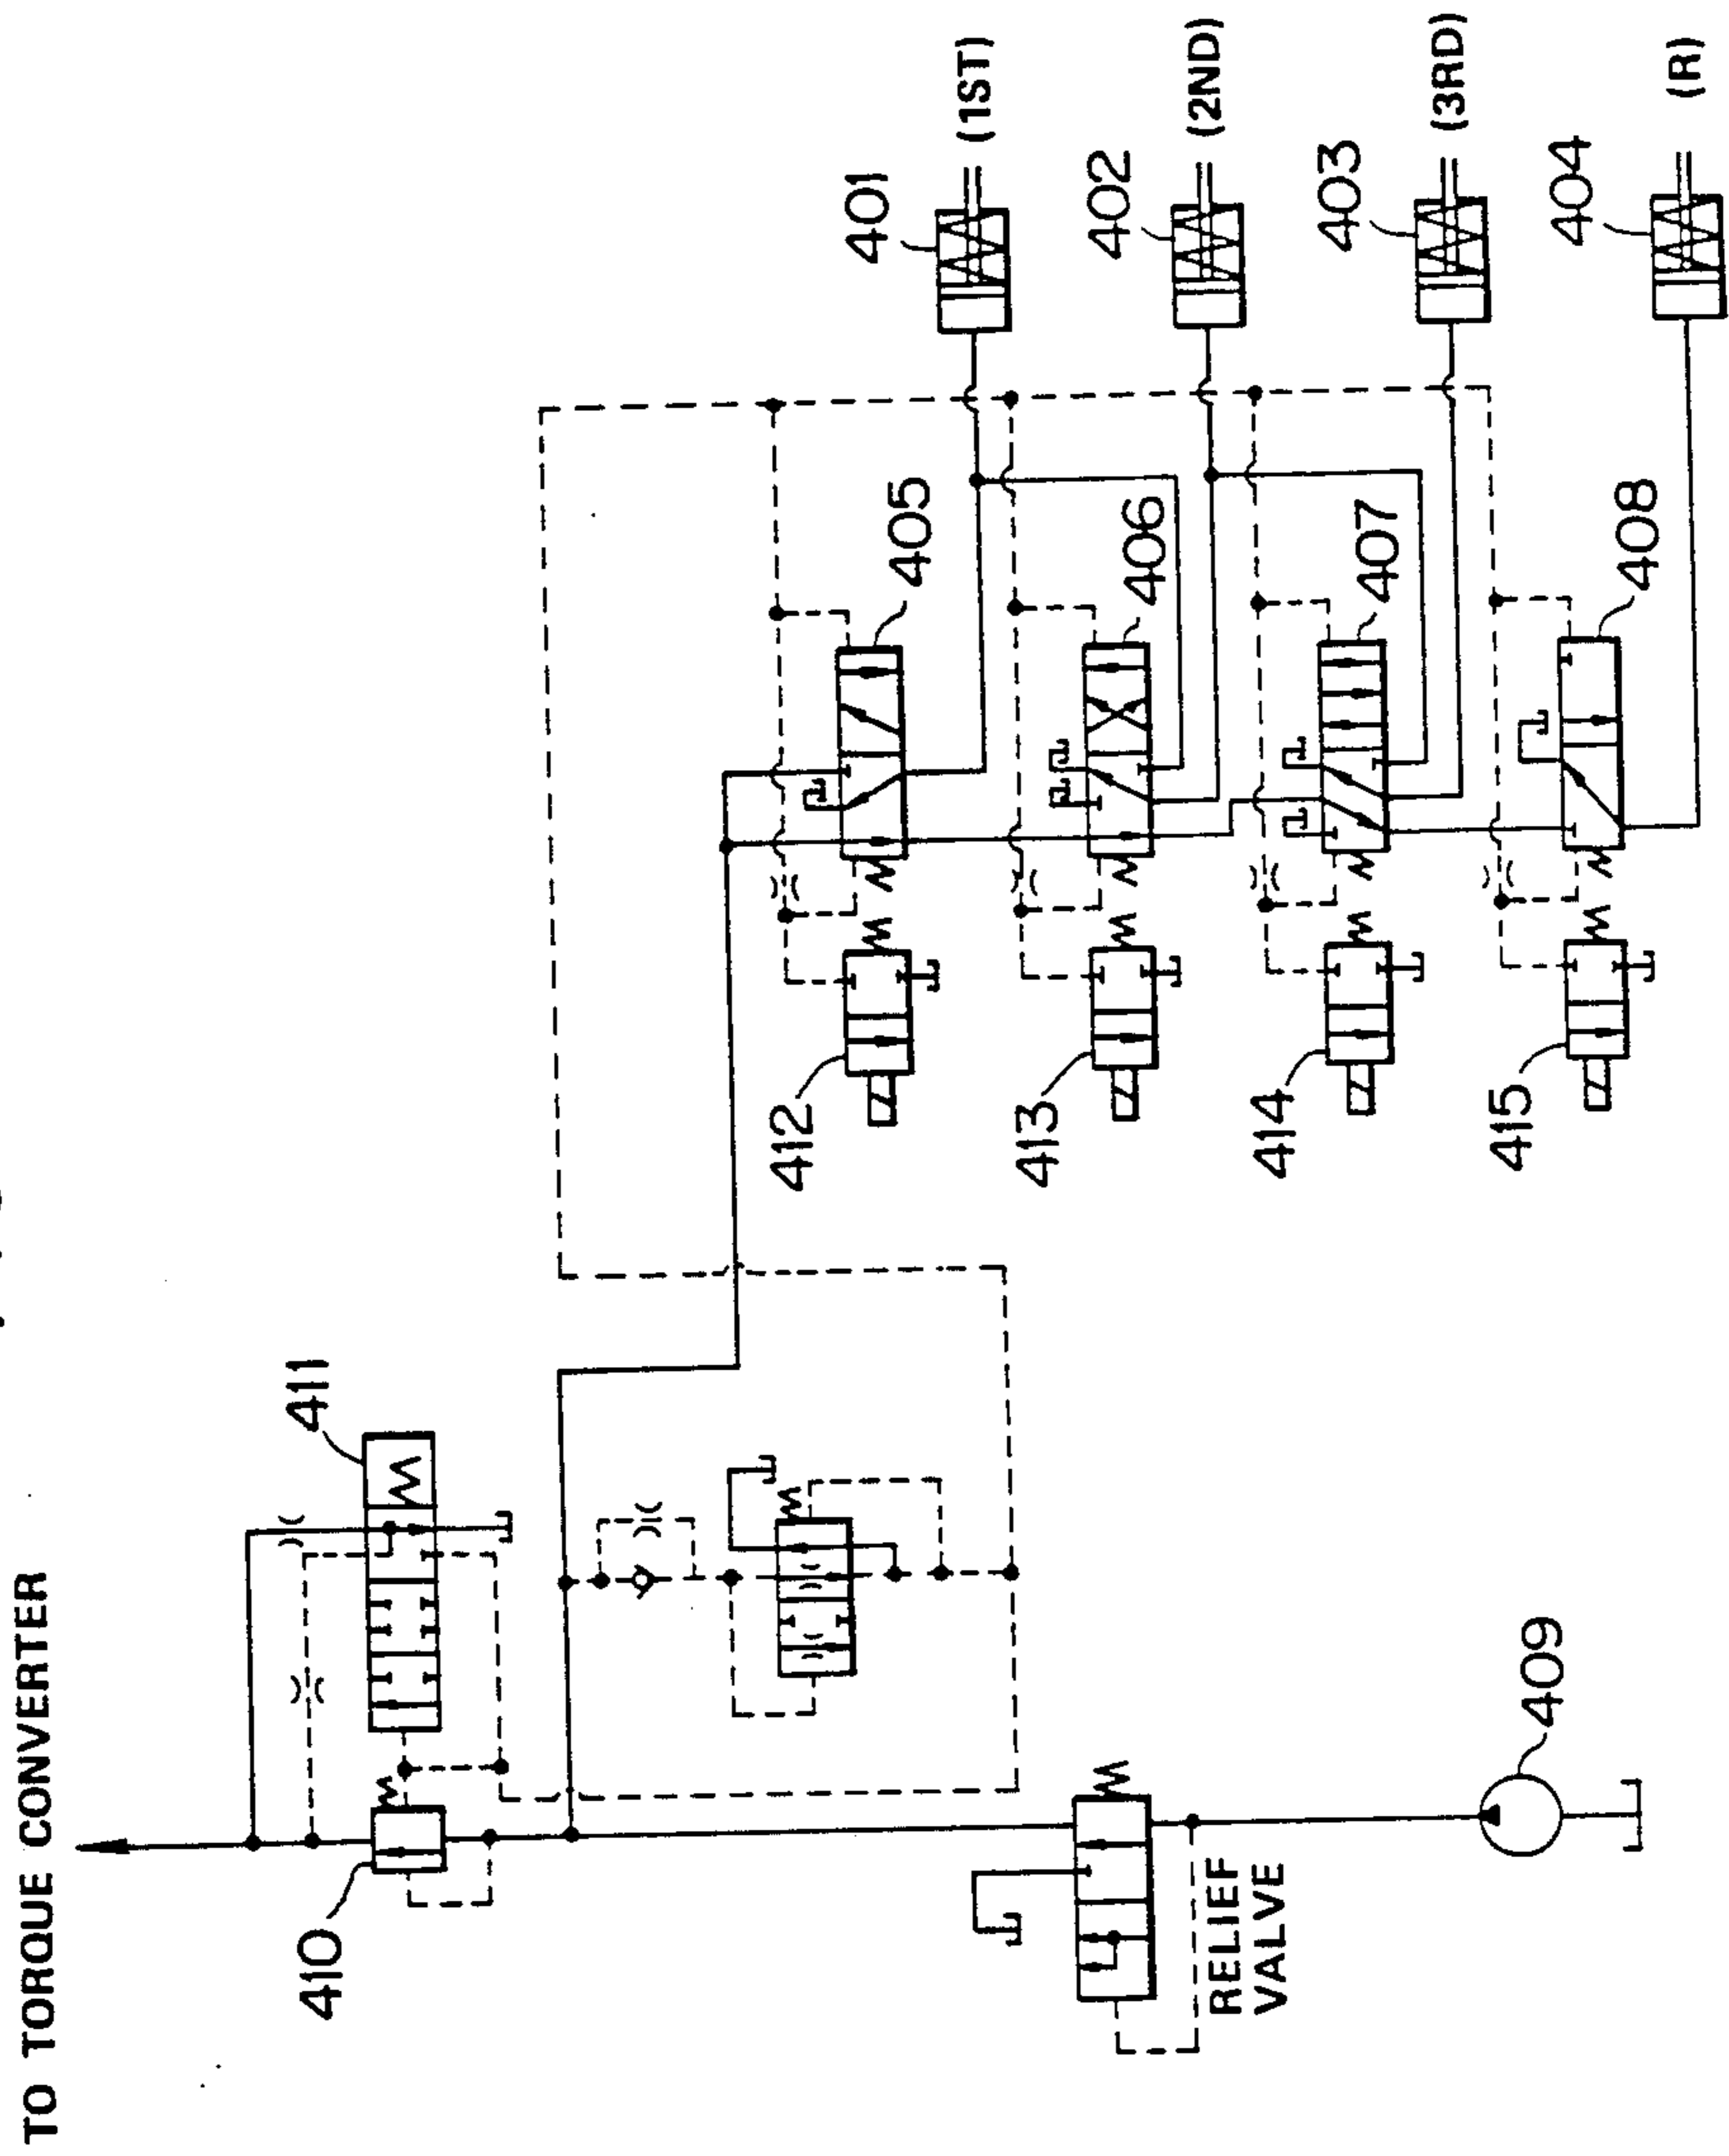 TO TORQUE CONVERTER
410
411
RELIEF
VALVE
409
412
413
414
415
405
406
407
408
401
402
403
404
(1ST)
(2ND)
(3RD)
(R)